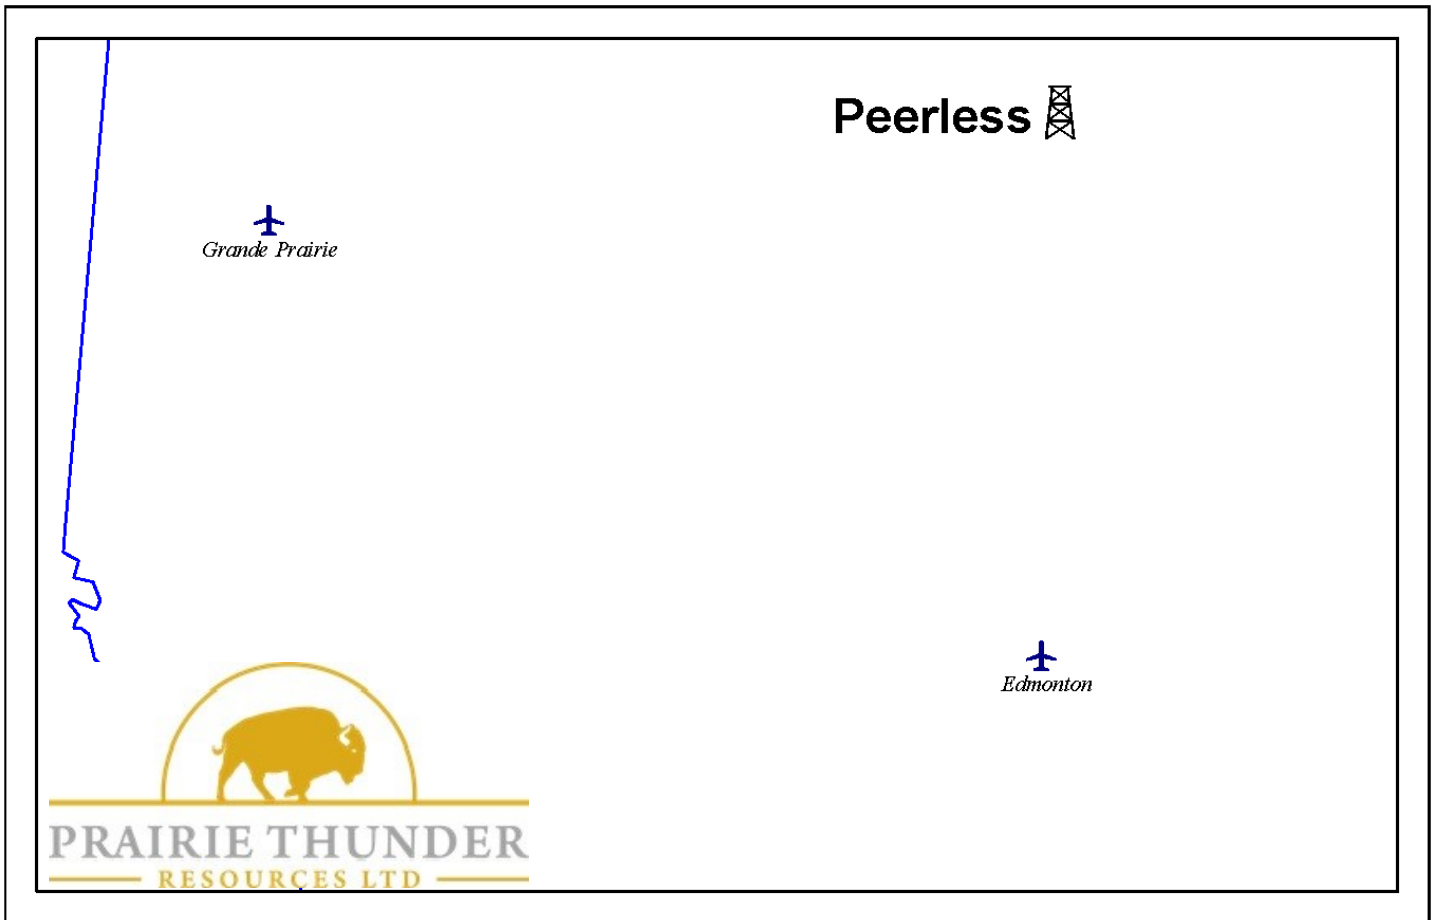 Peerless
Grande Prairie
Edmonton
PRAIRIE THUNDER
RESOURCES LTD